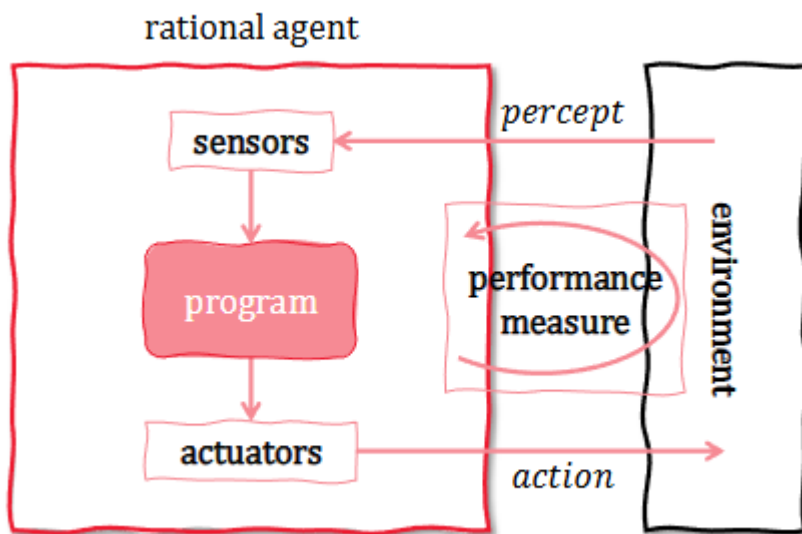 rational agent
percept
sensors
environment
program
performance
measure
actuators
action